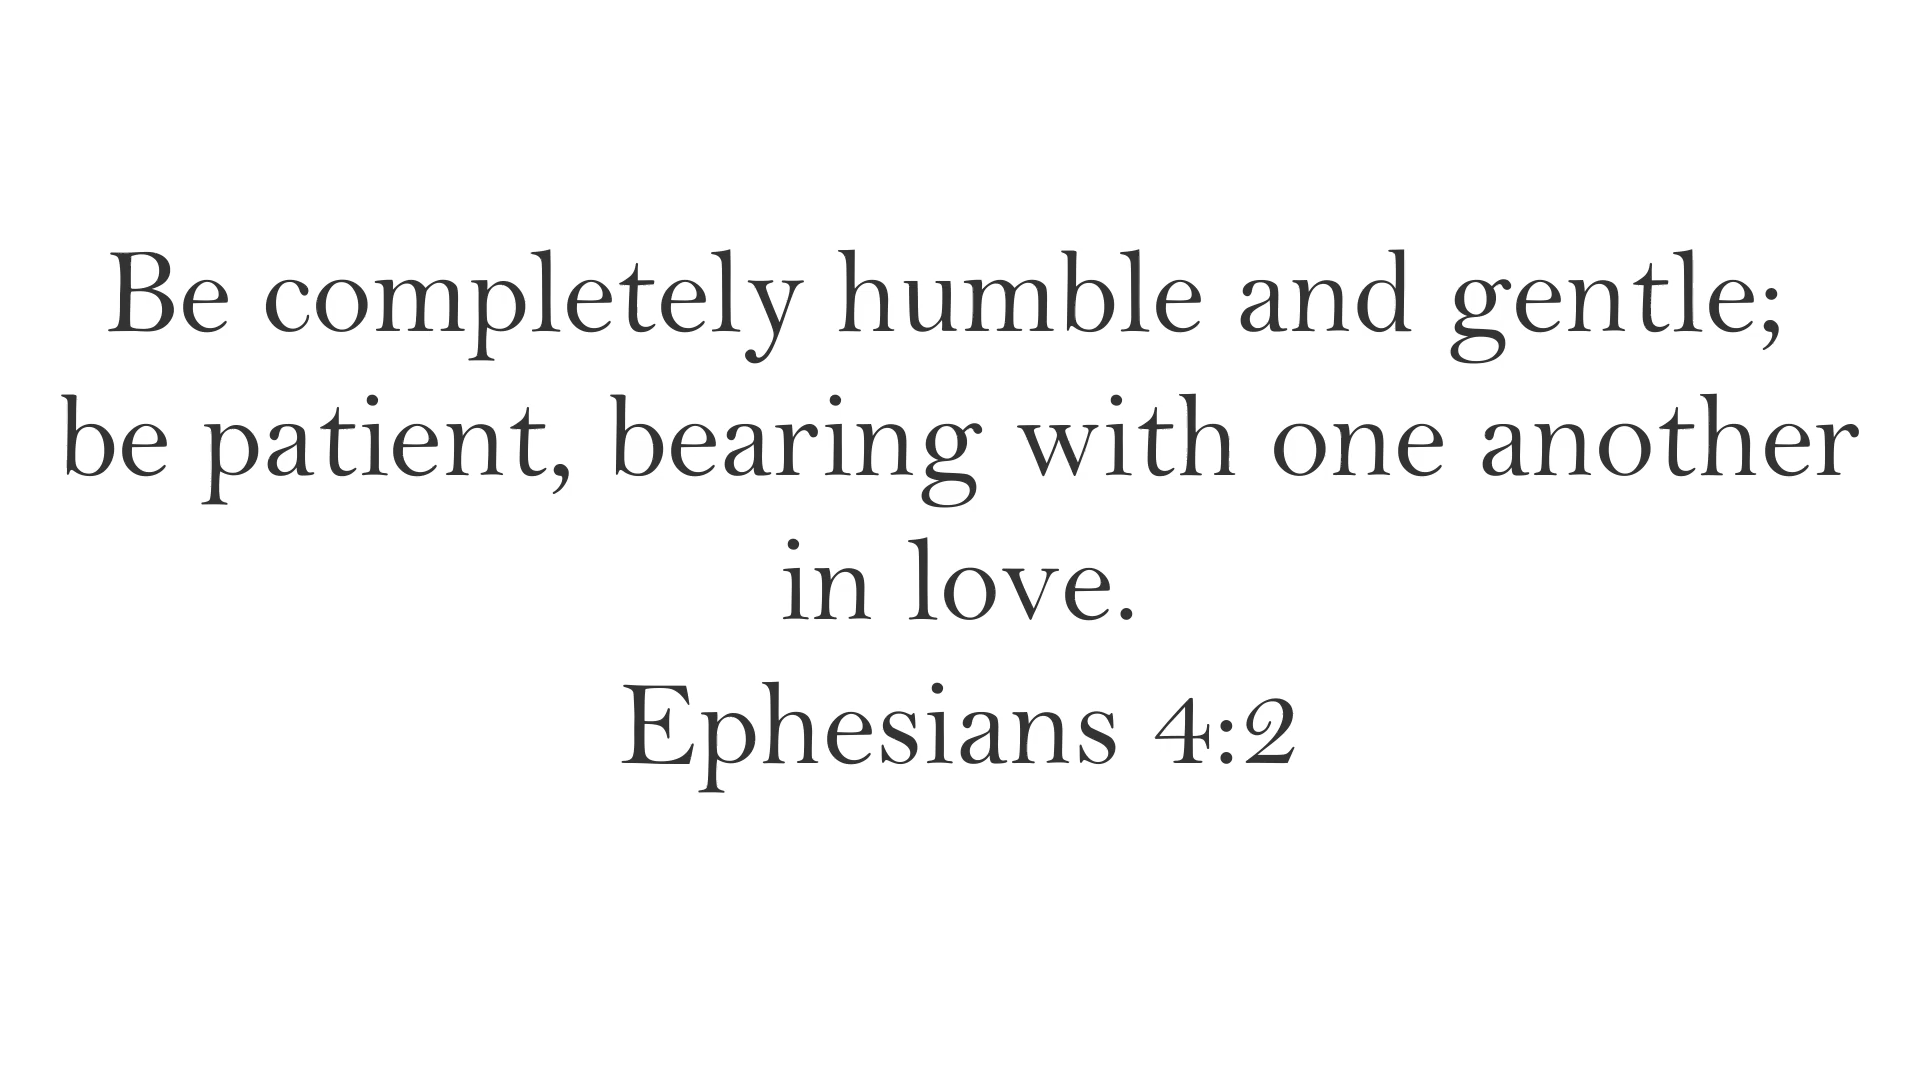 Be completely humble and gentle;
be patient, bearing with one another
in love.
Ephesians 4:2